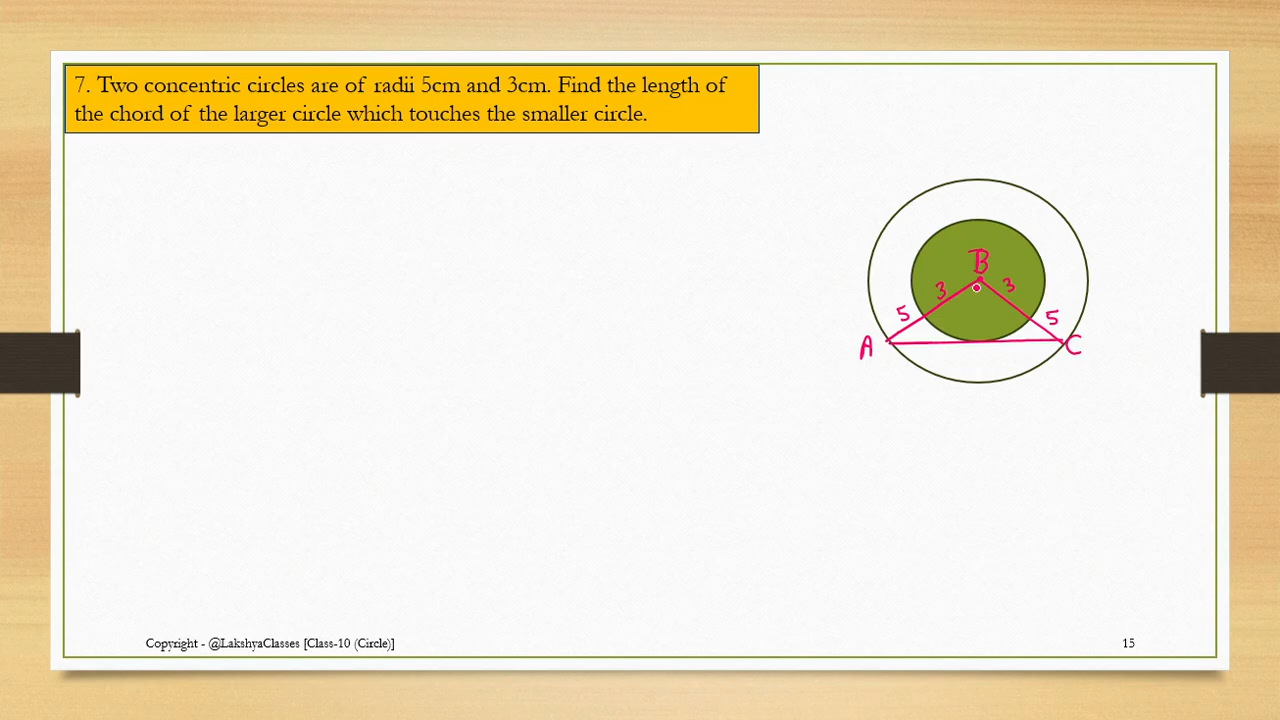 7. Two concentric circles are of radii 5cm and 3cm. Find the length of
the chord of the larger circle which touches the smaller circle.
B
3 3
5 5
A C
Copyright - @LakshyaClasses [Class-10 (Circle)] 15